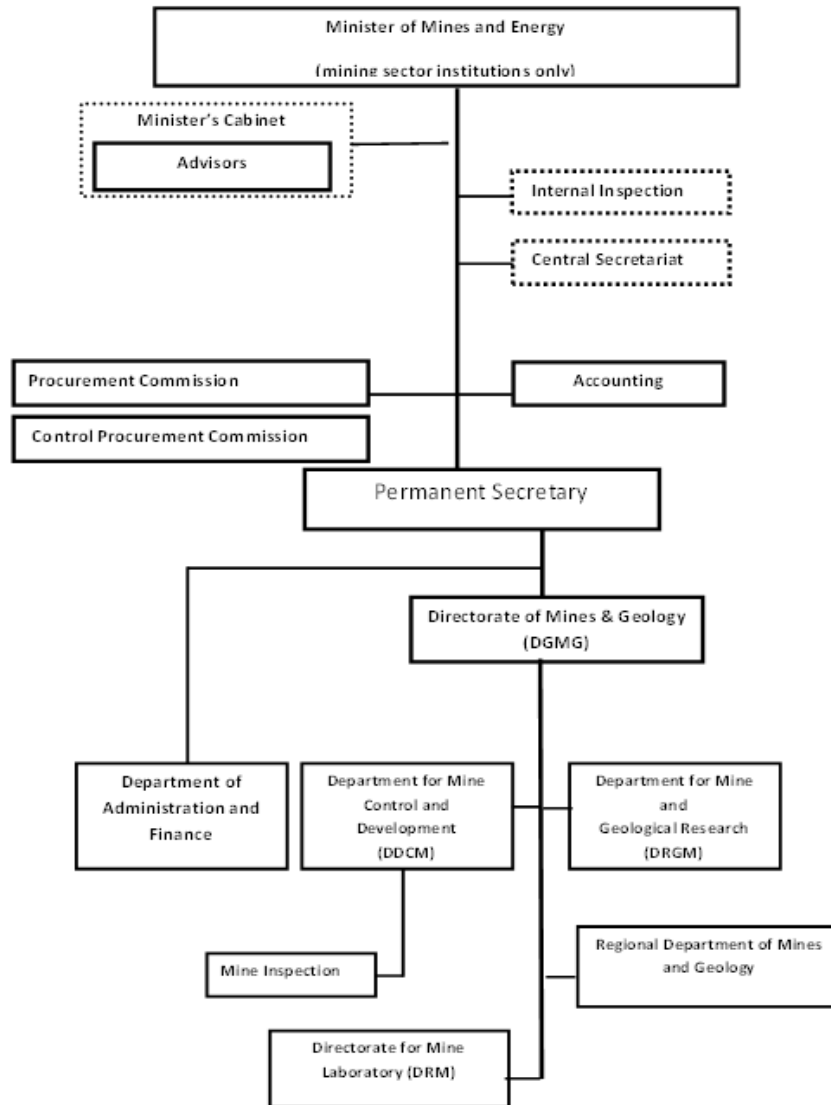 Minister of Mines and Energy
(mining sector institutions only)
Minister's Cabinet
Advisors
Internal Inspection
Central Secretariat
Procurement Commission
Accounting
Control Procurement Commission
Permanent Secretary
Directorate of Mines & Geology
(DGMG)
Department of
Administration and
Finance
Department for Mine
Control and
Development
(DDCM)
Department for Mine
and
Geological Research
(DRGM)
Mine Inspection
Regional Department of Mines
and Geology
Directorate for Mine
Laboratory (DRM)